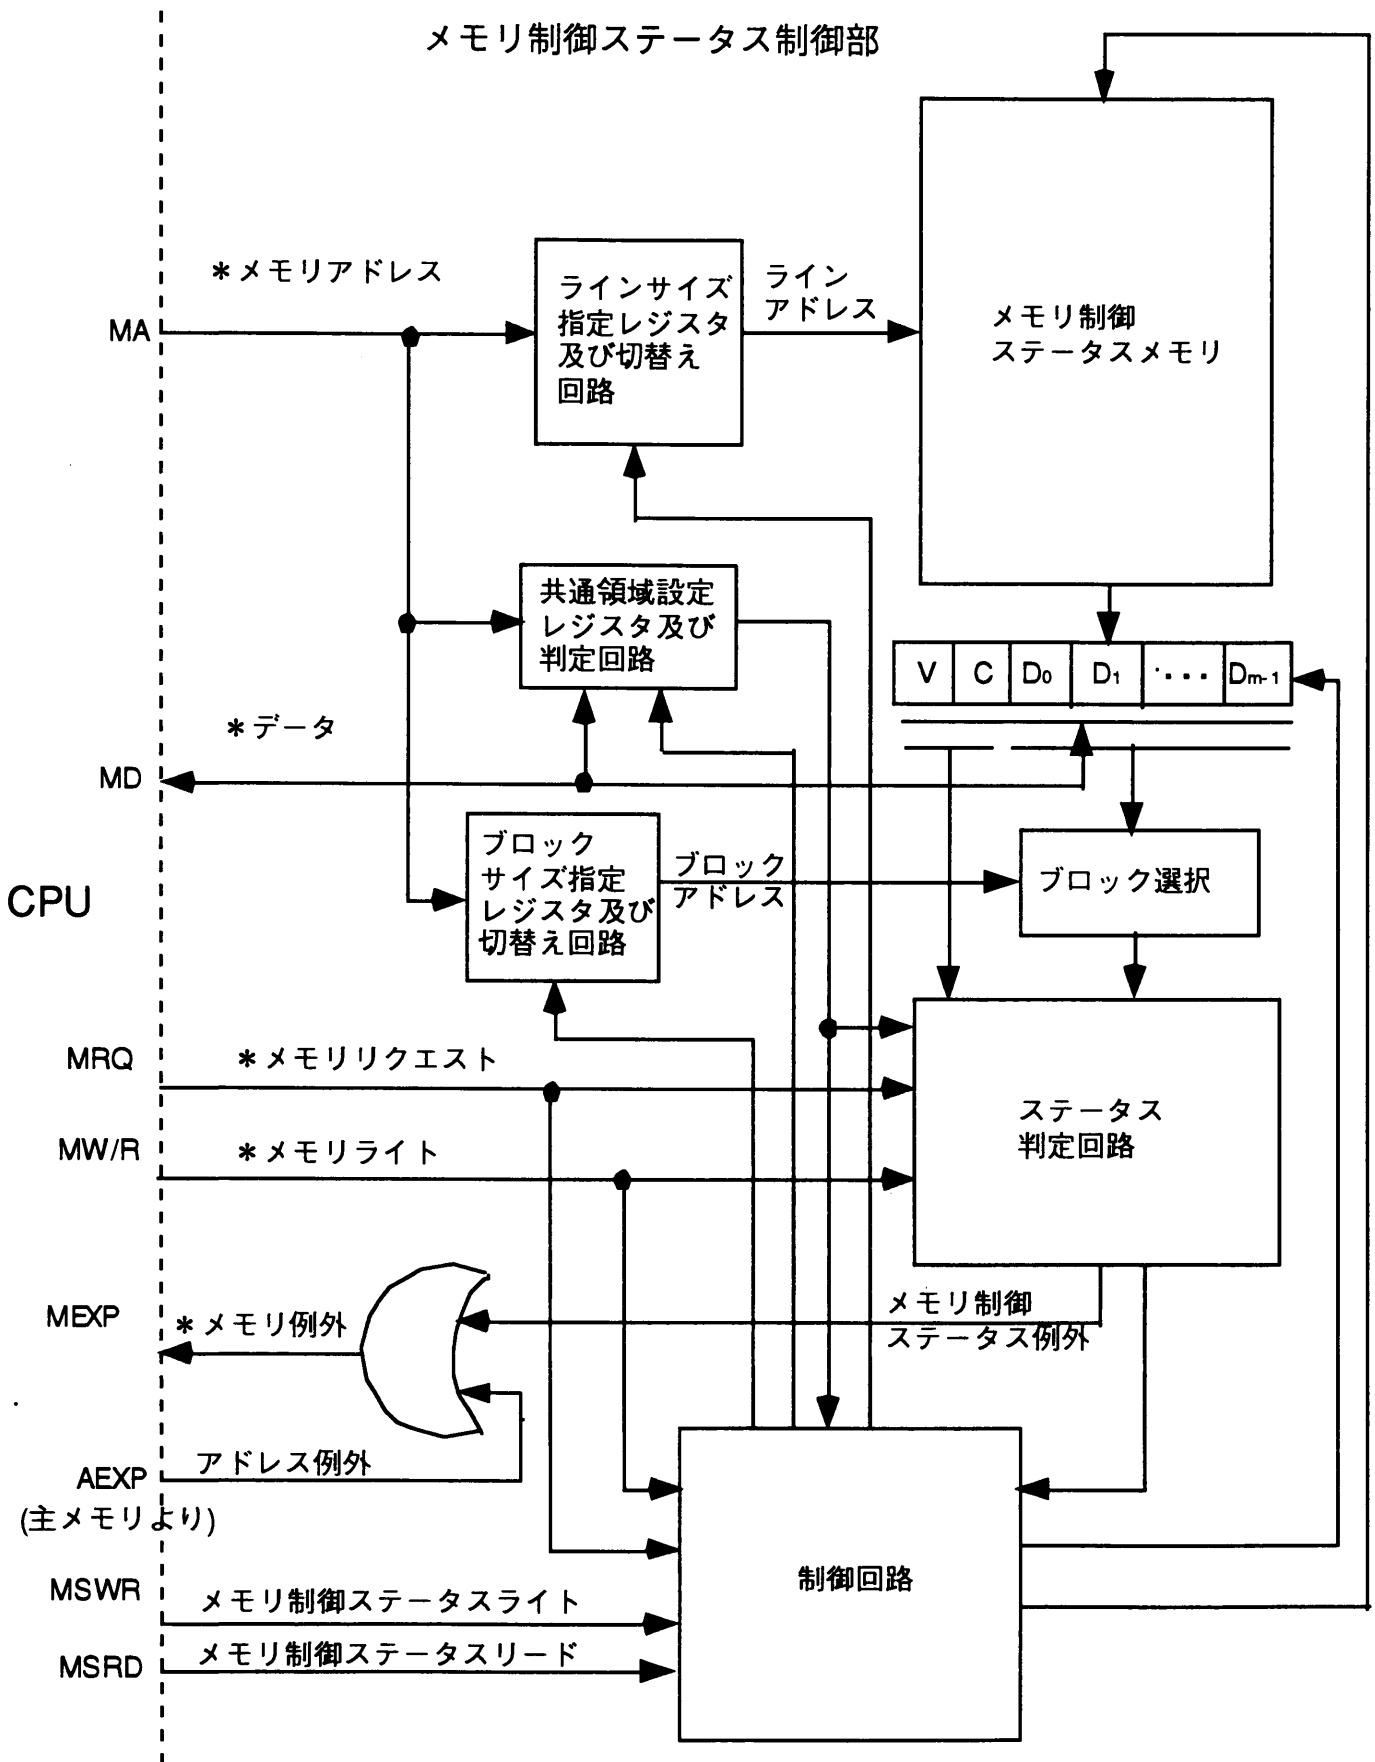 メモリ制御ステータス制御部
*メモリアドレス
MA
ラインサイズ
指定レジスタ
及び切替え
回路
ライン
アドレス
メモリ制御
ステータスメモリ
共通領域設定
レジスタ及び
判定回路
V C D0 D1 ・・・・ Dm-1
*データ
MD
ブロック
サイズ指定
レジスタ及び
切替え回路
ブロック
アドレス
ブロック選択
CPU
MRQ
*メモリリクエスト
MW/R
*メモリライト
ステータス
判定回路
MEXP
*メモリ例外
メモリ制御
ステータス例外
AEXP
アドレス例外
(主メモリより)
制御回路
MSWR
メモリ制御ステータスライト
MSRD
メモリ制御ステータスリード